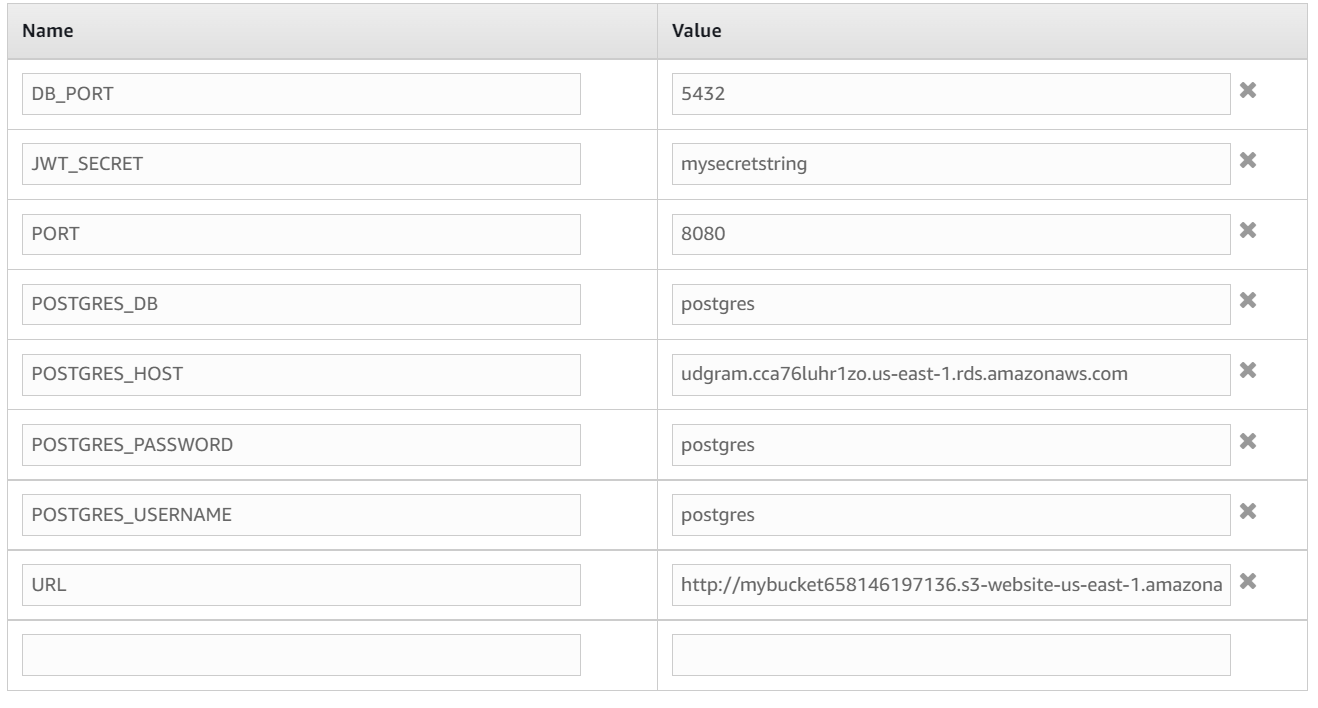 Name Value
DB_PORT 5432
JWT_SECRET mysecretstring
PORT 8080
POSTGRES_DB postgres
POSTGRES_HOST udgram.cca76luhr1zo.us-east-1.rds.amazonaws.com
POSTGRES_PASSWORD postgres
POSTGRES_USERNAME postgres
URL http://mybucket658146197136.s3-website-us-east-1.amazona